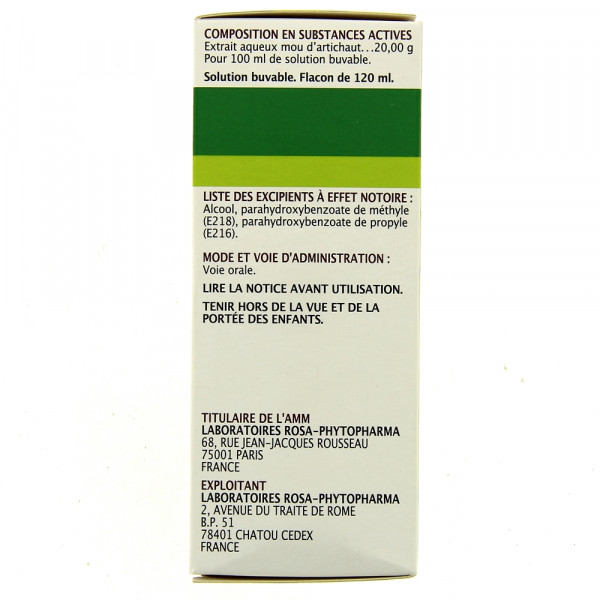 COMPOSITION EN SUBSTANCES ACTIVES
Extrait aqueux mou d'artichaut...20,00 g
Pour 100 ml de solution buvable.
Solution buvable. Flacon de 120 ml.
LISTE DES EXCIPIENTS À EFFET NOTOIRE :
Alcool, parahydroxybenzoate de méthyle
(E218), parahydroxybenzoate de propyle
(E216).
MODE ET VOIE D'ADMINISTRATION :
Voie orale.
LIRE LA NOTICE AVANT UTILISATION.
TENIR HORS DE LA VUE ET DE LA
PORTÉE DES ENFANTS.
TITULAIRE DE L'AMM
LABORATOIRES ROSA-PHYTOPHARMA
68, RUE JEAN-JACQUES ROUSSEAU
75001 PARIS
FRANCE
EXPLOITANT
LABORATOIRES ROSA-PHYTOPHARMA
2, AVENUE DU TRAITE DE ROME
B.P. 51
78401 CHATOU CEDEX
FRANCE